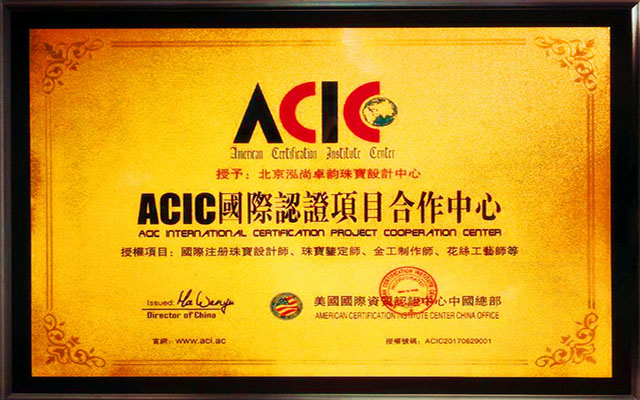 ACIC
American Certification Institute Center
授予：北京泓尚卓韵珠寶設計中心
ACIC國際認證項目合作中心
ACIC INTERNATIONAL CERTIFICATION PROJECT COOPERATION CENTER
授權項目：國際注册珠寶設計師、珠寶鑒定師、金工制作師、花絲工藝師等
Issued: Ma Wenyu
Director of China
美國國際資質認證中心中國總部
AMERICAN CERTIFICATION INSTITUTE CENTER CHINA OFFICE
官網：www.aci.ac
授權號碼：ACIC20170629001